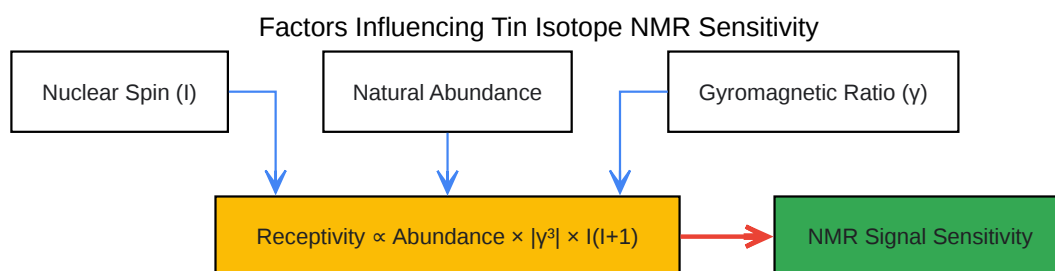 Factors Influencing Tin Isotope NMR Sensitivity
Nuclear Spin (I)
Natural Abundance
Gyromagnetic Ratio (γ)
Receptivity ∝ Abundance × |γ³| × I(I+1)
NMR Signal Sensitivity